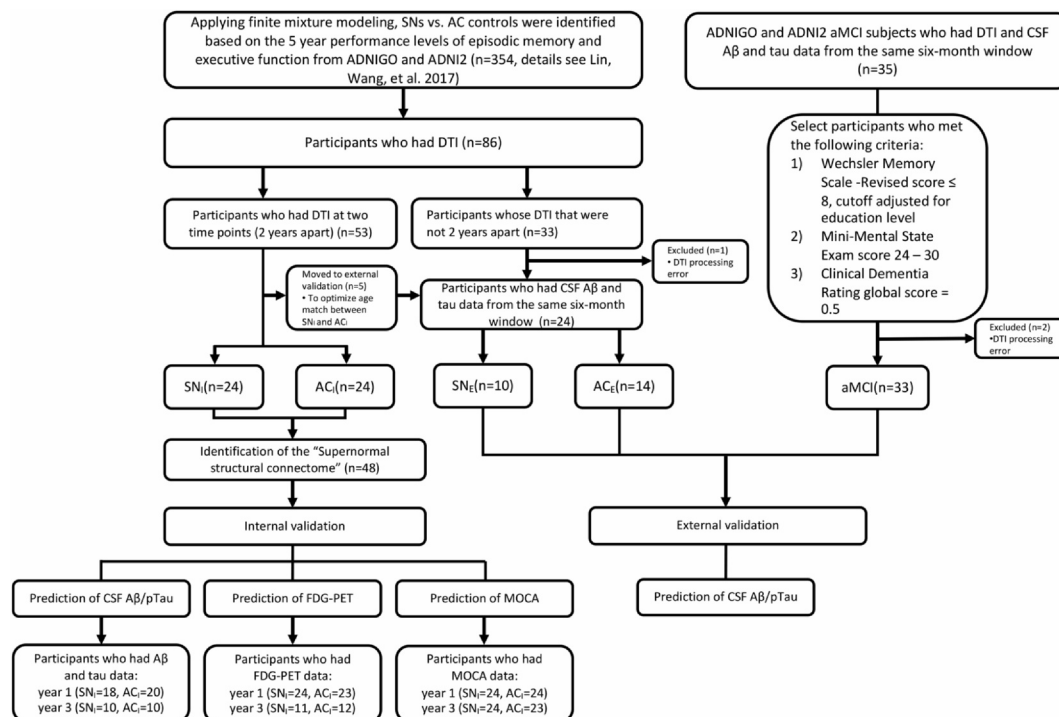 Applying finite mixture modeling, SNs vs. AC controls were identified
based on the 5 year performance levels of episodic memory and
executive function from ADNIGO and ADNI2 (n=354, details see Lin,
Wang, et al. 2017)
ADNIGO and ADNI2 aMCI subjects who had DTI and CSF
Aβ and tau data from the same six-month window
(n=35)
Participants who had DTI (n=86)
Select participants who met
the following criteria:
1) Wechsler Memory
Scale -Revised score ≤
8, cutoff adjusted for
education level
2) Mini-Mental State
Exam score 24 – 30
3) Clinical Dementia
Rating global score =
0.5
Participants who had DTI at two
time points (2 years apart) (n=53)
Participants whose DTI that were
not 2 years apart (n=33)
Excluded (n=1)
• DTI processing
error
Moved to external
validation (n=5)
• To optimize age
match between
SNI and ACI
Participants who had CSF Aβ and
tau data from the same six-month
window (n=24)
Excluded (n=2)
•DTI processing
error
SNI(n=24)
ACI(n=24)
SNE(n=10)
ACE(n=14)
aMCI(n=33)
Identification of the “Supernormal
structural connectome” (n=48)
Internal validation
External validation
Prediction of CSF Aβ/pTau
Prediction of FDG-PET
Prediction of MOCA
Prediction of CSF Aβ/pTau
Participants who had Aβ
and tau data:
year 1 (SNI=18, ACI=20)
year 3 (SNI=10, ACI=10)
Participants who had
FDG-PET data:
year 1 (SNI=24, ACI=23)
year 3 (SNI=11, ACI=12)
Participants who had
MOCA data:
year 1 (SNI=24, ACI=24)
year 3 (SNI=24, ACI=23)